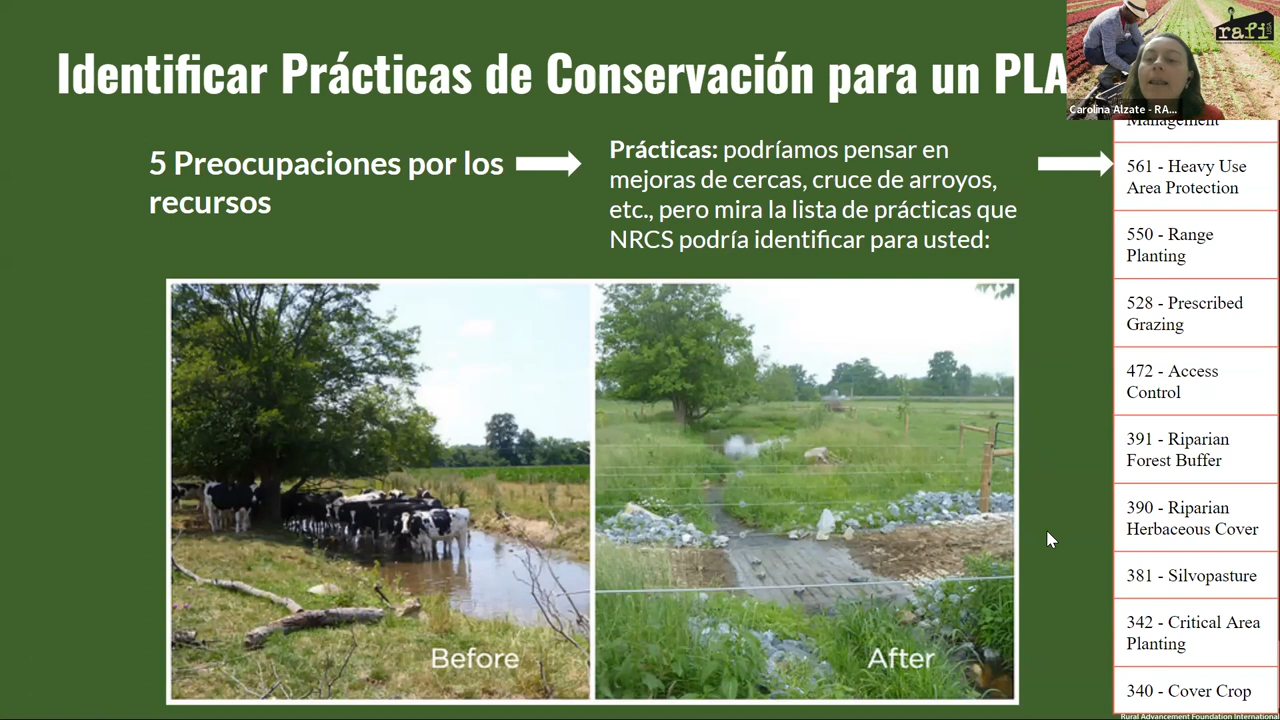 Identificar Prácticas de Conservación para un PLA
rafi
USA
Carolina Alzate - RA...
5 Preocupaciones por los
recursos
Prácticas: podríamos pensar en
mejoras de cercas, cruce de arroyos,
etc., pero mira la lista de prácticas que
NRCS podría identificar para usted:
Management
561 - Heavy Use
Area Protection
550 - Range
Planting
528 - Prescribed
Grazing
472 - Access
Control
391 - Riparian
Forest Buffer
390 - Riparian
Herbaceous Cover
381 - Silvopasture
342 - Critical Area
Planting
340 - Cover Crop
Before
After
Rural Advancement Foundation International